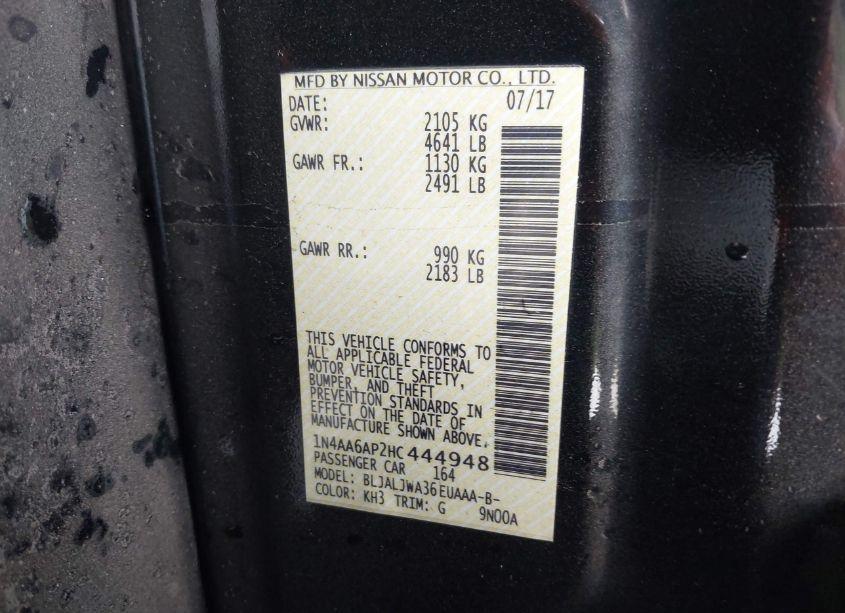 MFD BY NISSAN MOTOR CO., LTD.
DATE: 07/17
GVWR: 2105 KG
4641 LB
GAWR FR.: 1130 KG
2491 LB
GAWR RR.: 990 KG
2183 LB
THIS VEHICLE CONFORMS TO
ALL APPLICABLE FEDERAL
MOTOR VEHICLE SAFETY,
BUMPER, AND THEFT
PREVENTION STANDARDS IN
EFFECT ON THE DATE OF
MANUFACTURE SHOWN ABOVE.
1N4AA6AP2HC444948
PASSENGER CAR 164
MODEL: BLJALJWA36EUAAA-B-
COLOR: KH3 TRIM: G 9N00A